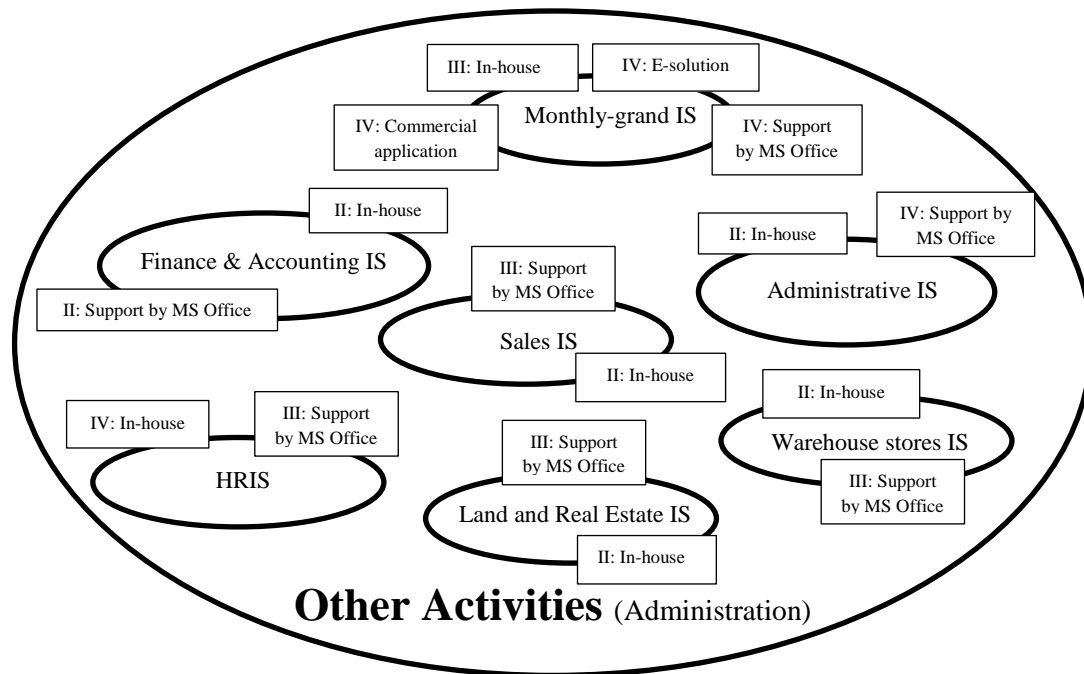 III: In-house
IV: E-solution
Monthly-grand IS
IV: Commercial
application
IV: Support
by MS Office
II: In-house
Finance & Accounting IS
II: Support by MS Office
III: Support
by MS Office
Sales IS
II: In-house
II: In-house
IV: Support by
MS Office
Administrative IS
IV: In-house
III: Support
by MS Office
HRIS
III: Support
by MS Office
Land and Real Estate IS
II: In-house
II: In-house
Warehouse stores IS
III: Support
by MS Office
Other Activities (Administration)